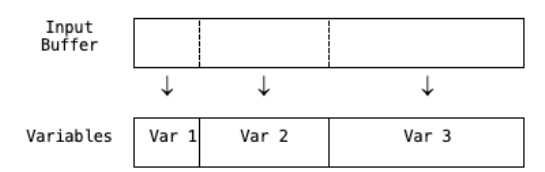 Input
Buffer
Variables Var 1 Var 2 Var 3